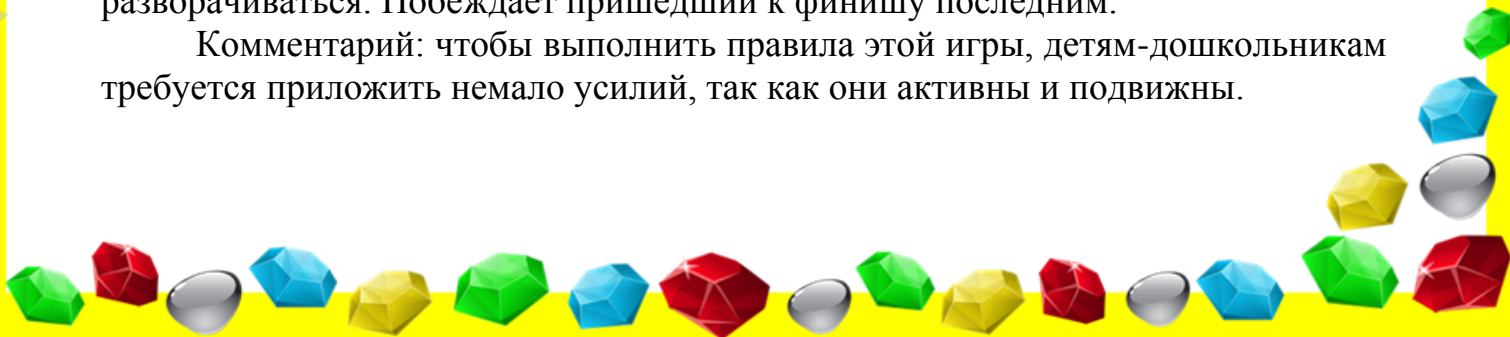 разворачиваться. Побеждает пришедший к финишу последним.
Комментарий: чтобы выполнить правила этой игры, детям-дошкольникам
требуется приложить немало усилий, так как они активны и подвижны.